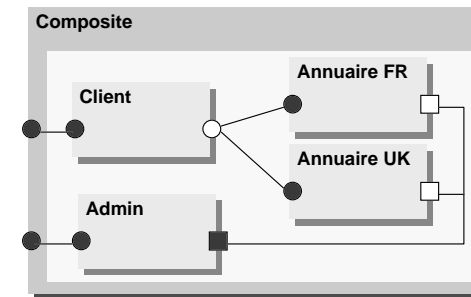 Composite
Annuaire FR
Client
Annuaire UK
Admin